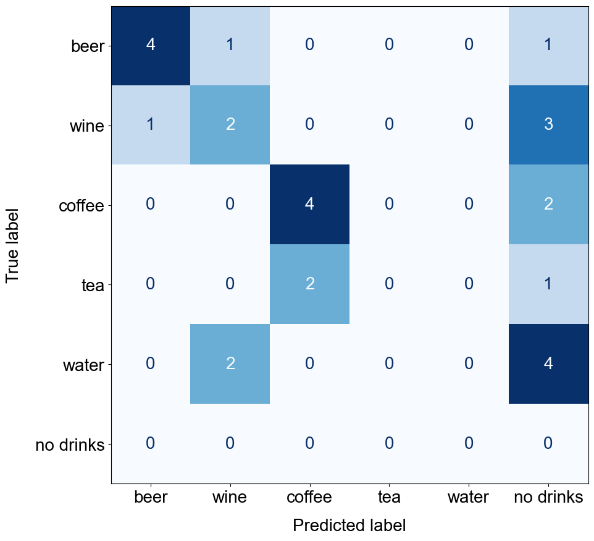 beer 4 1 0 0 0 1
wine 1 2 0 0 0 3
coffee 0 0 4 0 0 2
tea 0 0 2 0 0 1
water 0 2 0 0 0 4
no drinks 0 0 0 0 0 0
beer wine coffee tea water no drinks
Predicted label
True label